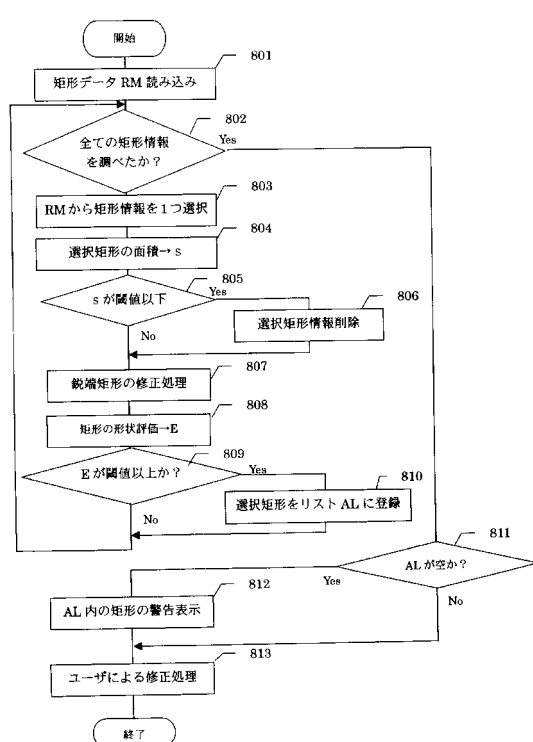 開始
801
矩形データ RM 読み込み
802
全ての矩形情報
を調べたか?
Yes
803
RMから矩形情報を1つ選択
804
選択矩形の面積→ s
805
s が閾値以下
Yes
806
選択矩形情報削除
No
807
鋭端矩形の修正処理
808
矩形の形状評価→E
809
E が閾値以上か?
Yes
810
選択矩形をリスト AL に登録
No
811
AL が空か?
Yes
No
812
AL 内の矩形の警告表示
813
ユーザによる修正処理
終了